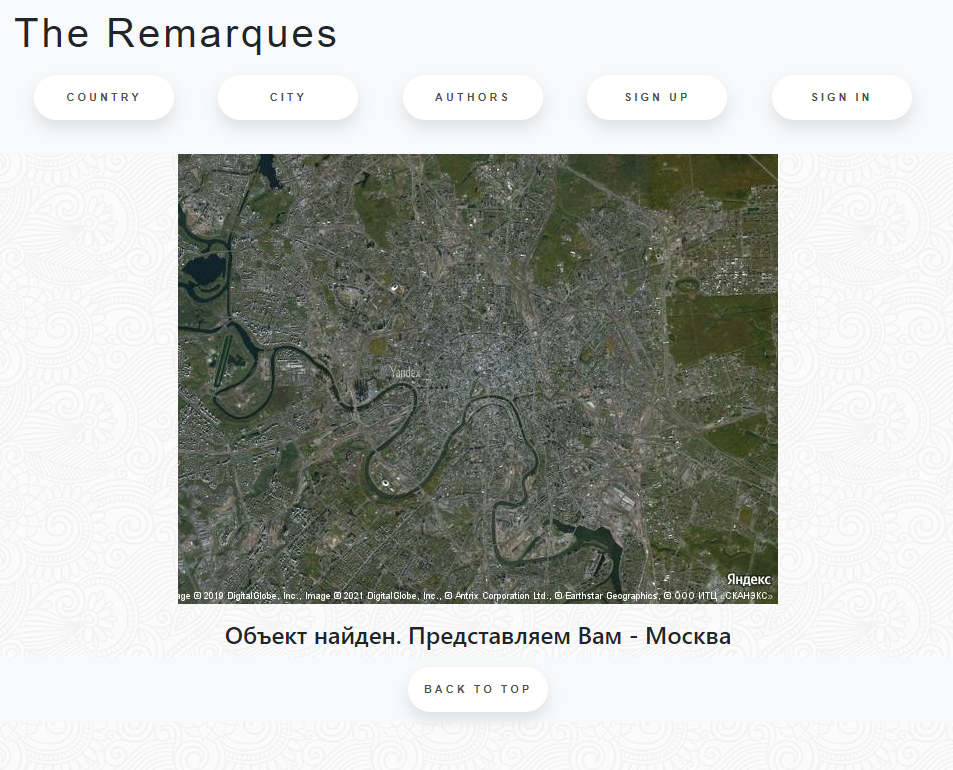 The Remarques
COUNTRY
CITY
AUTHORS
SIGN UP
SIGN IN
Yandex
Яндекс
age © 2019 DigitalGlobe, Inc., Image © 2021 DigitalGlobe, Inc., © Antrix Corporation Ltd., © Earthstar Geographics, © ООО ИТЦ «СКАНЭКС»
Объект найден. Представляем Вам - Москва
BACK TO TOP